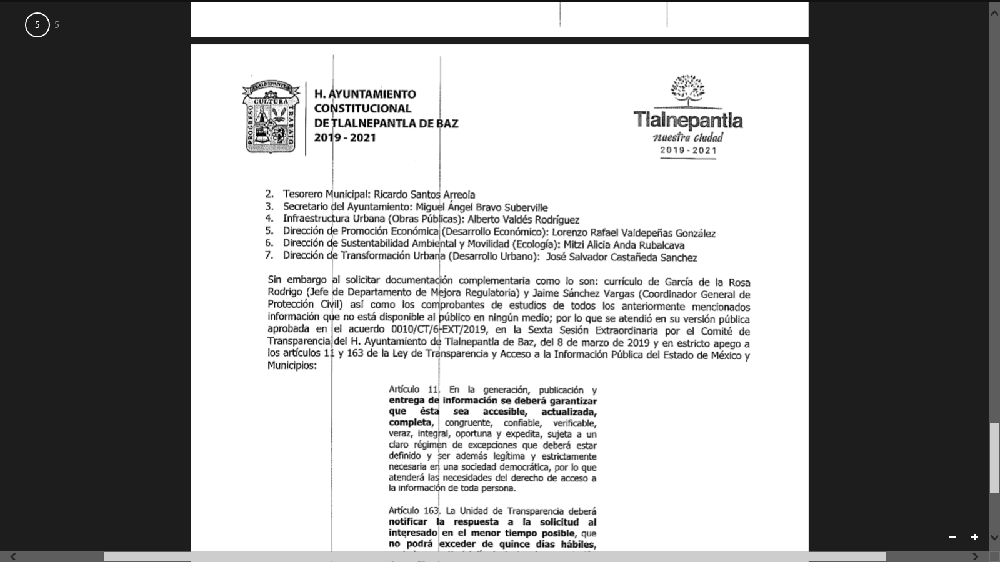 5 5
TLALNEPANTLA
CULTURA
PROGRESO
TRABAJO
H. AYUNTAMIENTO
CONSTITUCIONAL
DE TLALNEPANTLA DE BAZ
2019 - 2021
Tlalnepantla
nuestra ciudad
2019 - 2021
2. Tesorero Municipal: Ricardo Santos Arreola
3. Secretario del Ayuntamiento: Miguel Ángel Bravo Suberville
4. Infraestructura Urbana (Obras Públicas): Alberto Valdés Rodríguez
5. Dirección de Promoción Económica (Desarrollo Económico): Lorenzo Rafael Valdepeñas González
6. Dirección de Sustentabilidad Ambiental y Movilidad (Ecología): Mitzi Alicia Anda Rubalcava
7. Dirección de Transformación Urbana (Desarrollo Urbano): José Salvador Castañeda Sanchez
Sin embargo al solicitar documentación complementaria como lo son: currículo de García de la Rosa
Rodrigo (Jefe de Departamento de Mejora Regulatoria) y Jaime Sánchez Vargas (Coordinador General de
Protección Civil) así como los comprobantes de estudios de todos los anteriormente mencionados
información que no está disponible al público en ningún medio; por lo que se atendió en su versión pública
aprobada en el acuerdo 0010/CT/6-EXT/2019, en la Sexta Sesión Extraordinaria por el Comité de
Transparencia del H. Ayuntamiento de Tlalnepantla de Baz, del 8 de marzo de 2019 y en estricto apego a
los artículos 11 y 163 de la Ley de Transparencia y Acceso a la Información Pública del Estado de México y
Municipios:
Artículo 11. En la generación, publicación y
entrega de información se deberá garantizar
que ésta sea accesible, actualizada,
completa, congruente, confiable, verificable,
veraz, integral, oportuna y expedita, sujeta a un
claro régimen de excepciones que deberá estar
definido y ser además legítima y estrictamente
necesaria en una sociedad democrática, por lo que
atenderá las necesidades del derecho de acceso a
la información de toda persona.
Artículo 163. La Unidad de Transparencia deberá
notificar la respuesta a la solicitud al
interesado en el menor tiempo posible, que
no podrá exceder de quince días hábiles,